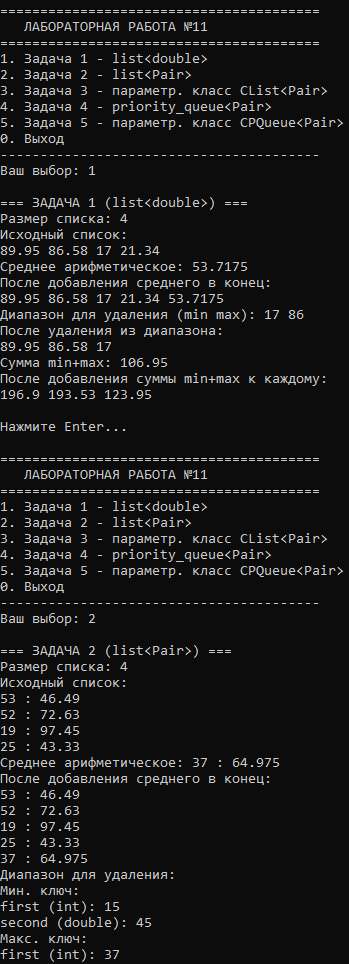 ========================================
ЛАБОРАТОРНАЯ РАБОТА №11
========================================
1. Задача 1 - list<double>
2. Задача 2 - list<Pair>
3. Задача 3 - параметр. класс CList<Pair>
4. Задача 4 - priority_queue<Pair>
5. Задача 5 - параметр. класс CPQueue<Pair>
0. Выход
----------------------------------------
Ваш выбор: 1
=== ЗАДАЧА 1 (list<double>) ===
Размер списка: 4
Исходный список:
89.95 86.58 17 21.34
Среднее арифметическое: 53.7175
После добавления среднего в конец:
89.95 86.58 17 21.34 53.7175
Диапазон для удаления (min max): 17 86
После удаления из диапазона:
89.95 86.58 17
Сумма min+max: 106.95
После добавления суммы min+max к каждому:
196.9 193.53 123.95
Нажмите Enter...
========================================
ЛАБОРАТОРНАЯ РАБОТА №11
========================================
1. Задача 1 - list<double>
2. Задача 2 - list<Pair>
3. Задача 3 - параметр. класс CList<Pair>
4. Задача 4 - priority_queue<Pair>
5. Задача 5 - параметр. класс CPQueue<Pair>
0. Выход
----------------------------------------
Ваш выбор: 2
=== ЗАДАЧА 2 (list<Pair>) ===
Размер списка: 4
Исходный список:
53 : 46.49
52 : 72.63
19 : 97.45
25 : 43.33
Среднее арифметическое: 37 : 64.975
После добавления среднего в конец:
53 : 46.49
52 : 72.63
19 : 97.45
25 : 43.33
37 : 64.975
Диапазон для удаления:
Мин. ключ:
first (int): 15
second (double): 45
Макс. ключ:
first (int): 37